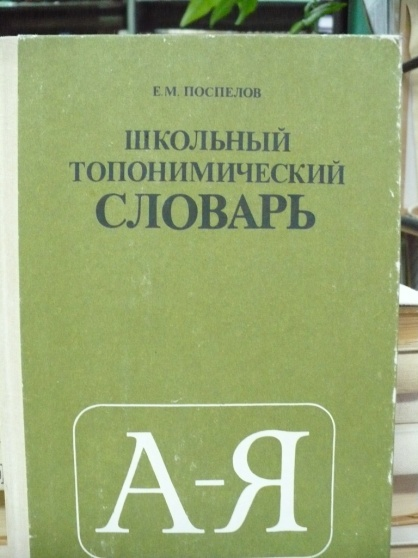 Е.М. ПОСПЕЛОВ
ШКОЛЬНЫЙ
ТОПОНИМИЧЕСКИЙ
СЛОВАРЬ
А-Я